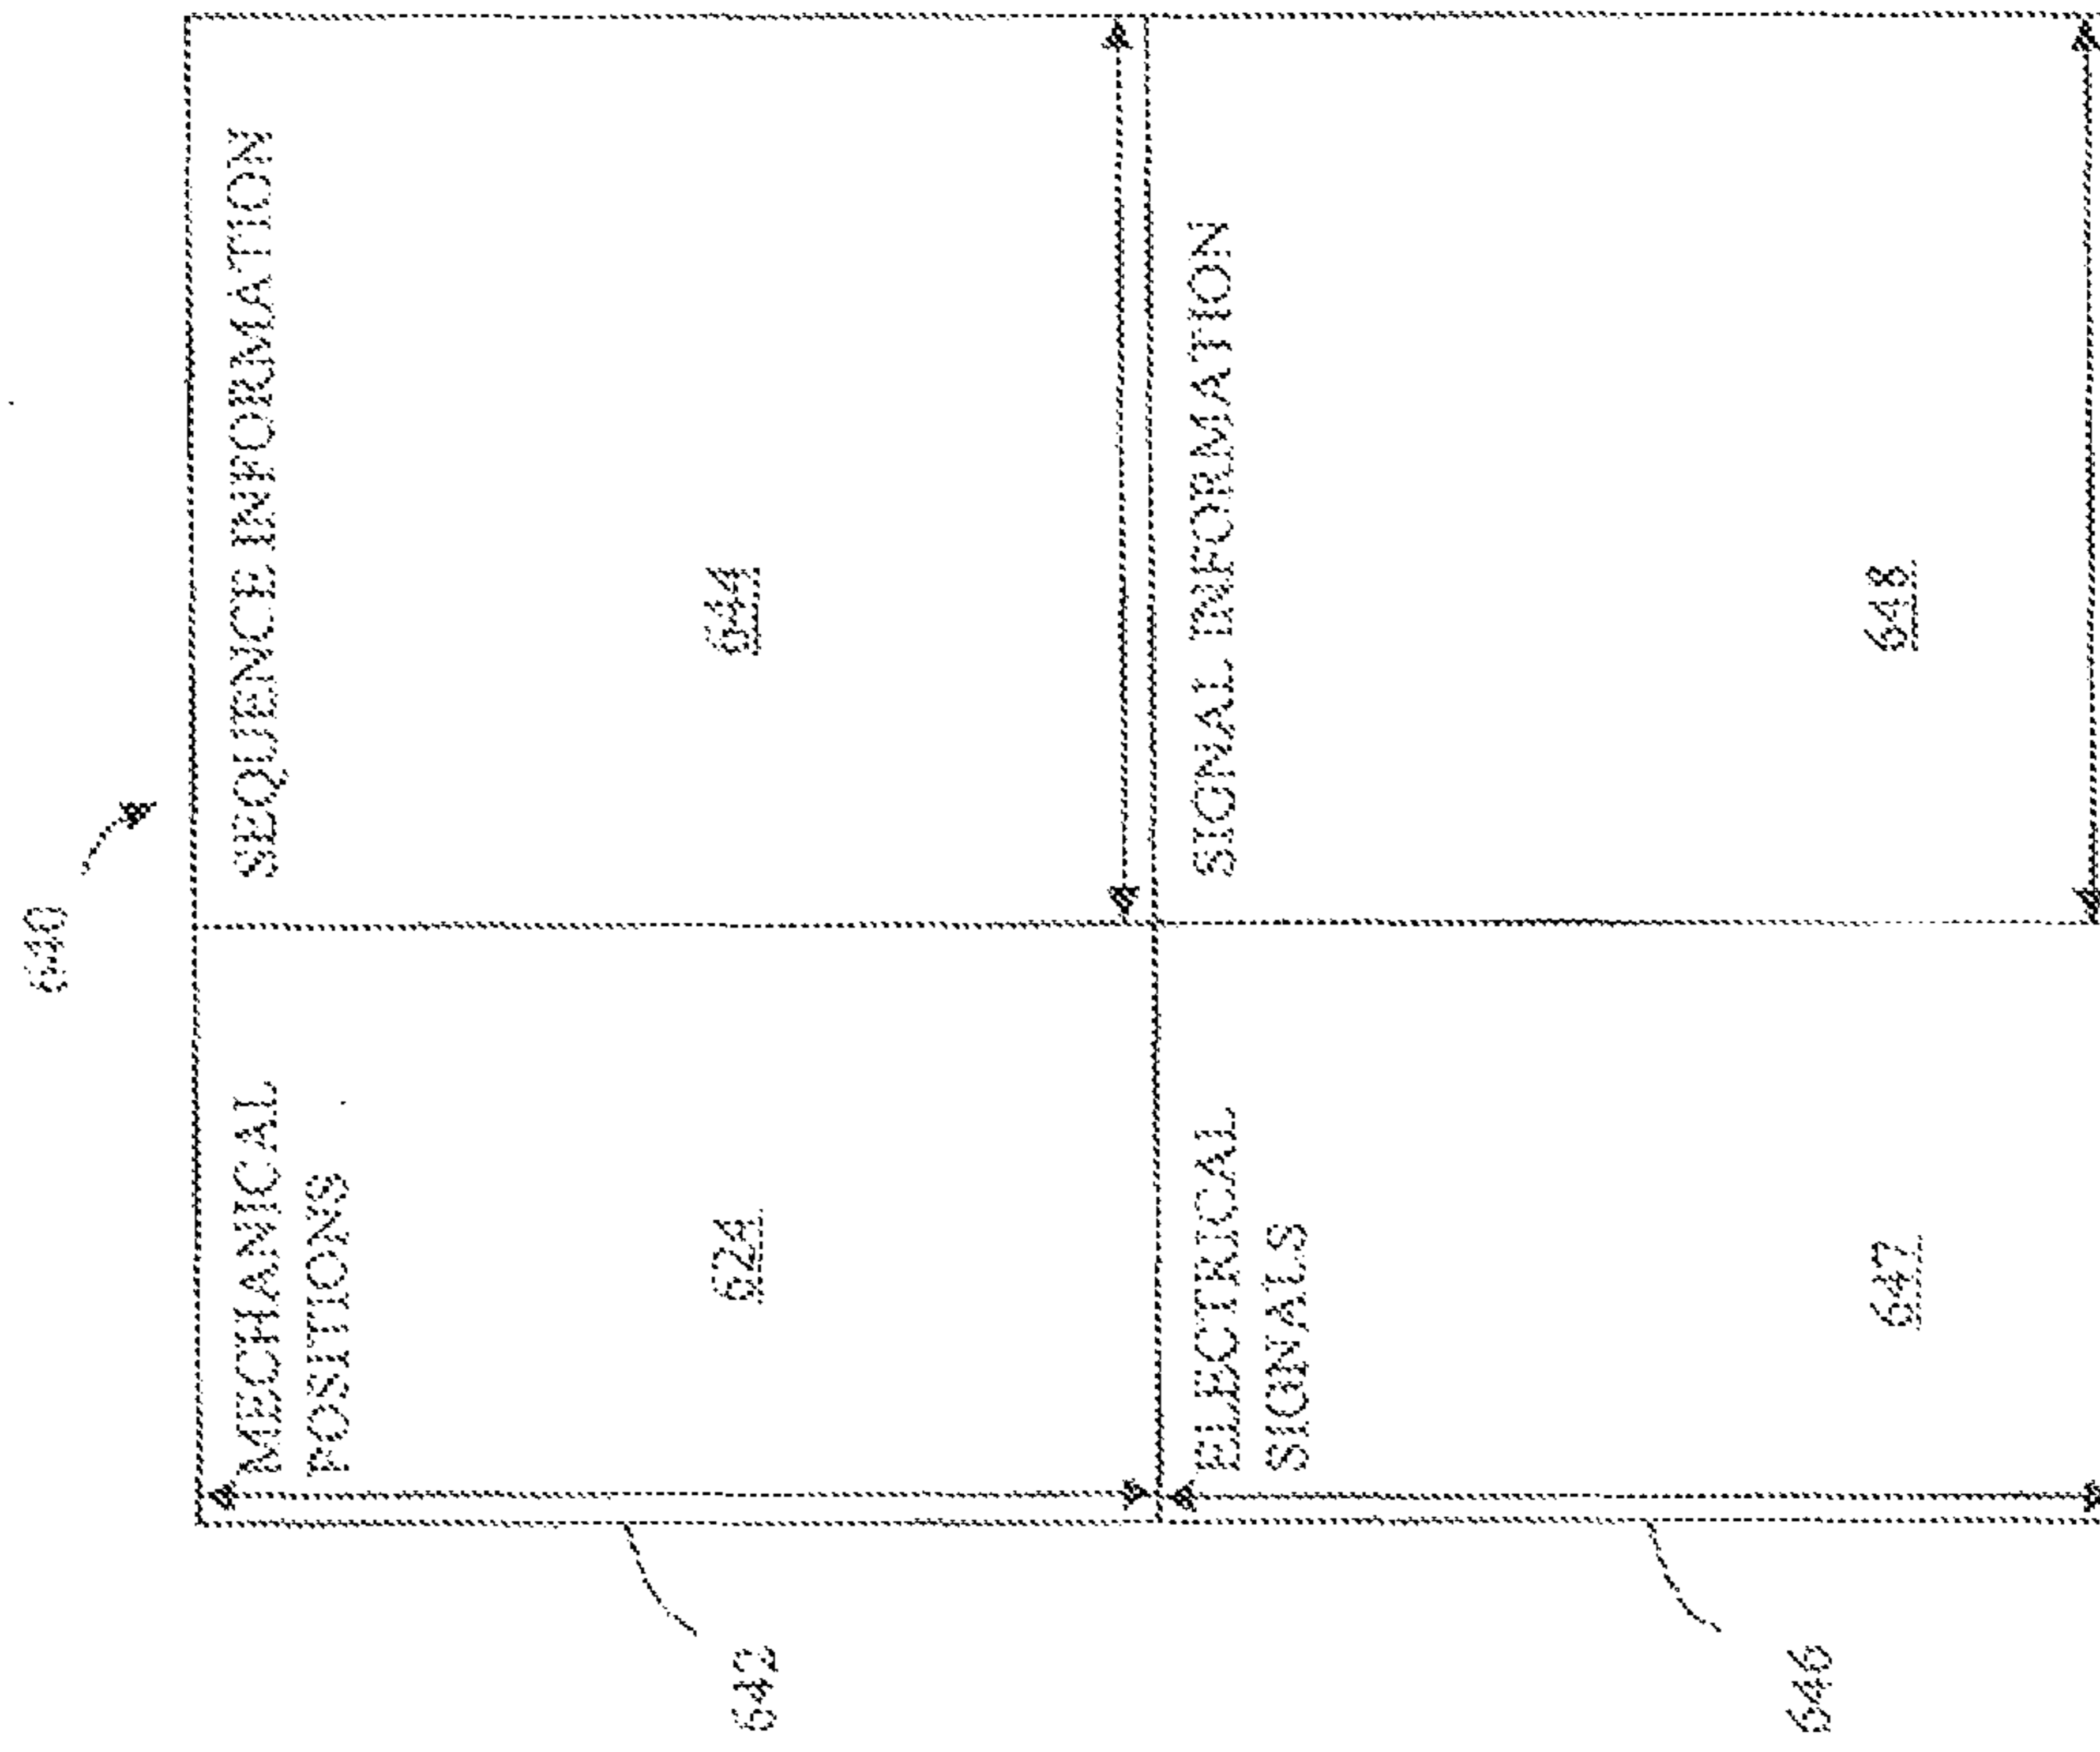 640
MECHANICAL
POSITIONS
SEQUENCE INFORMATION
624
644
642
ELECTRICAL
SIGNALS
SIGNAL INFORMATION
647
648
646